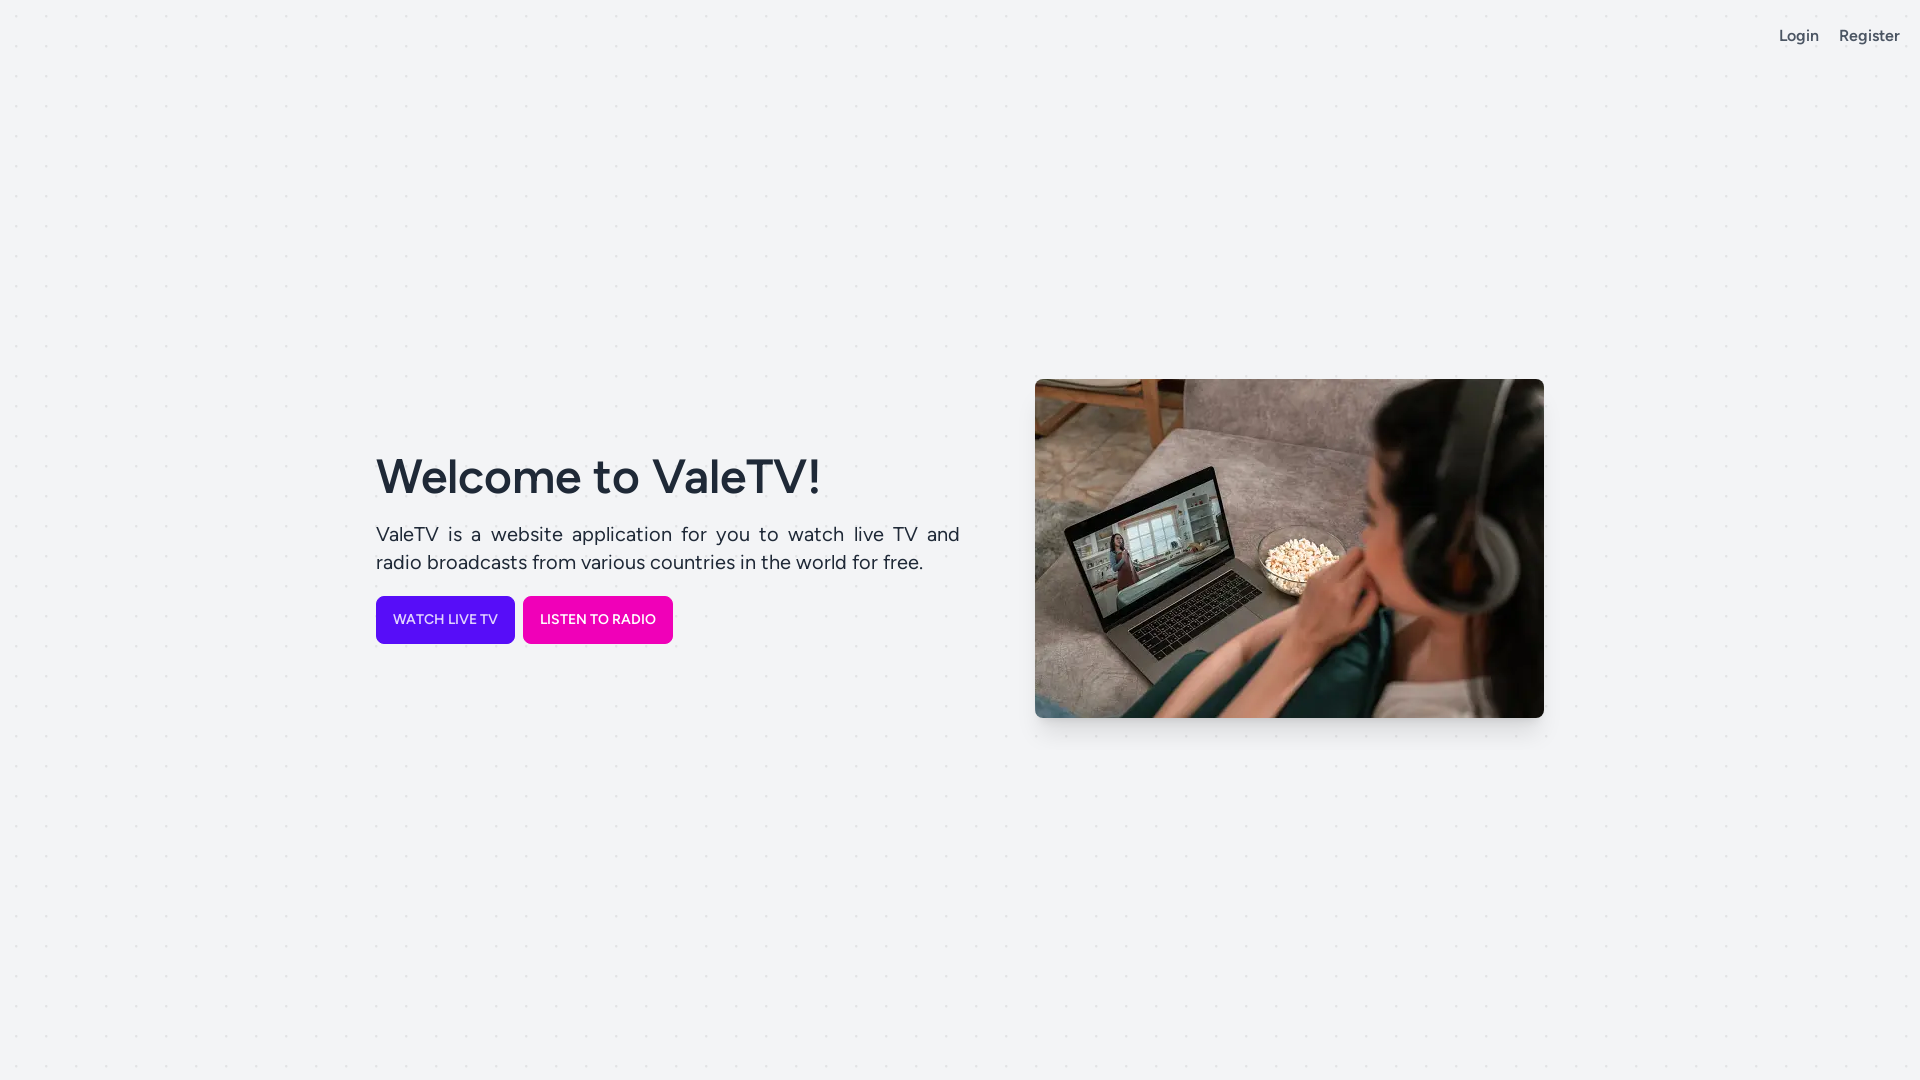 Login Register
Welcome to ValeTV!
ValeTV is a website application for you to watch live TV and
radio broadcasts from various countries in the world for free.
WATCH LIVE TV LISTEN TO RADIO